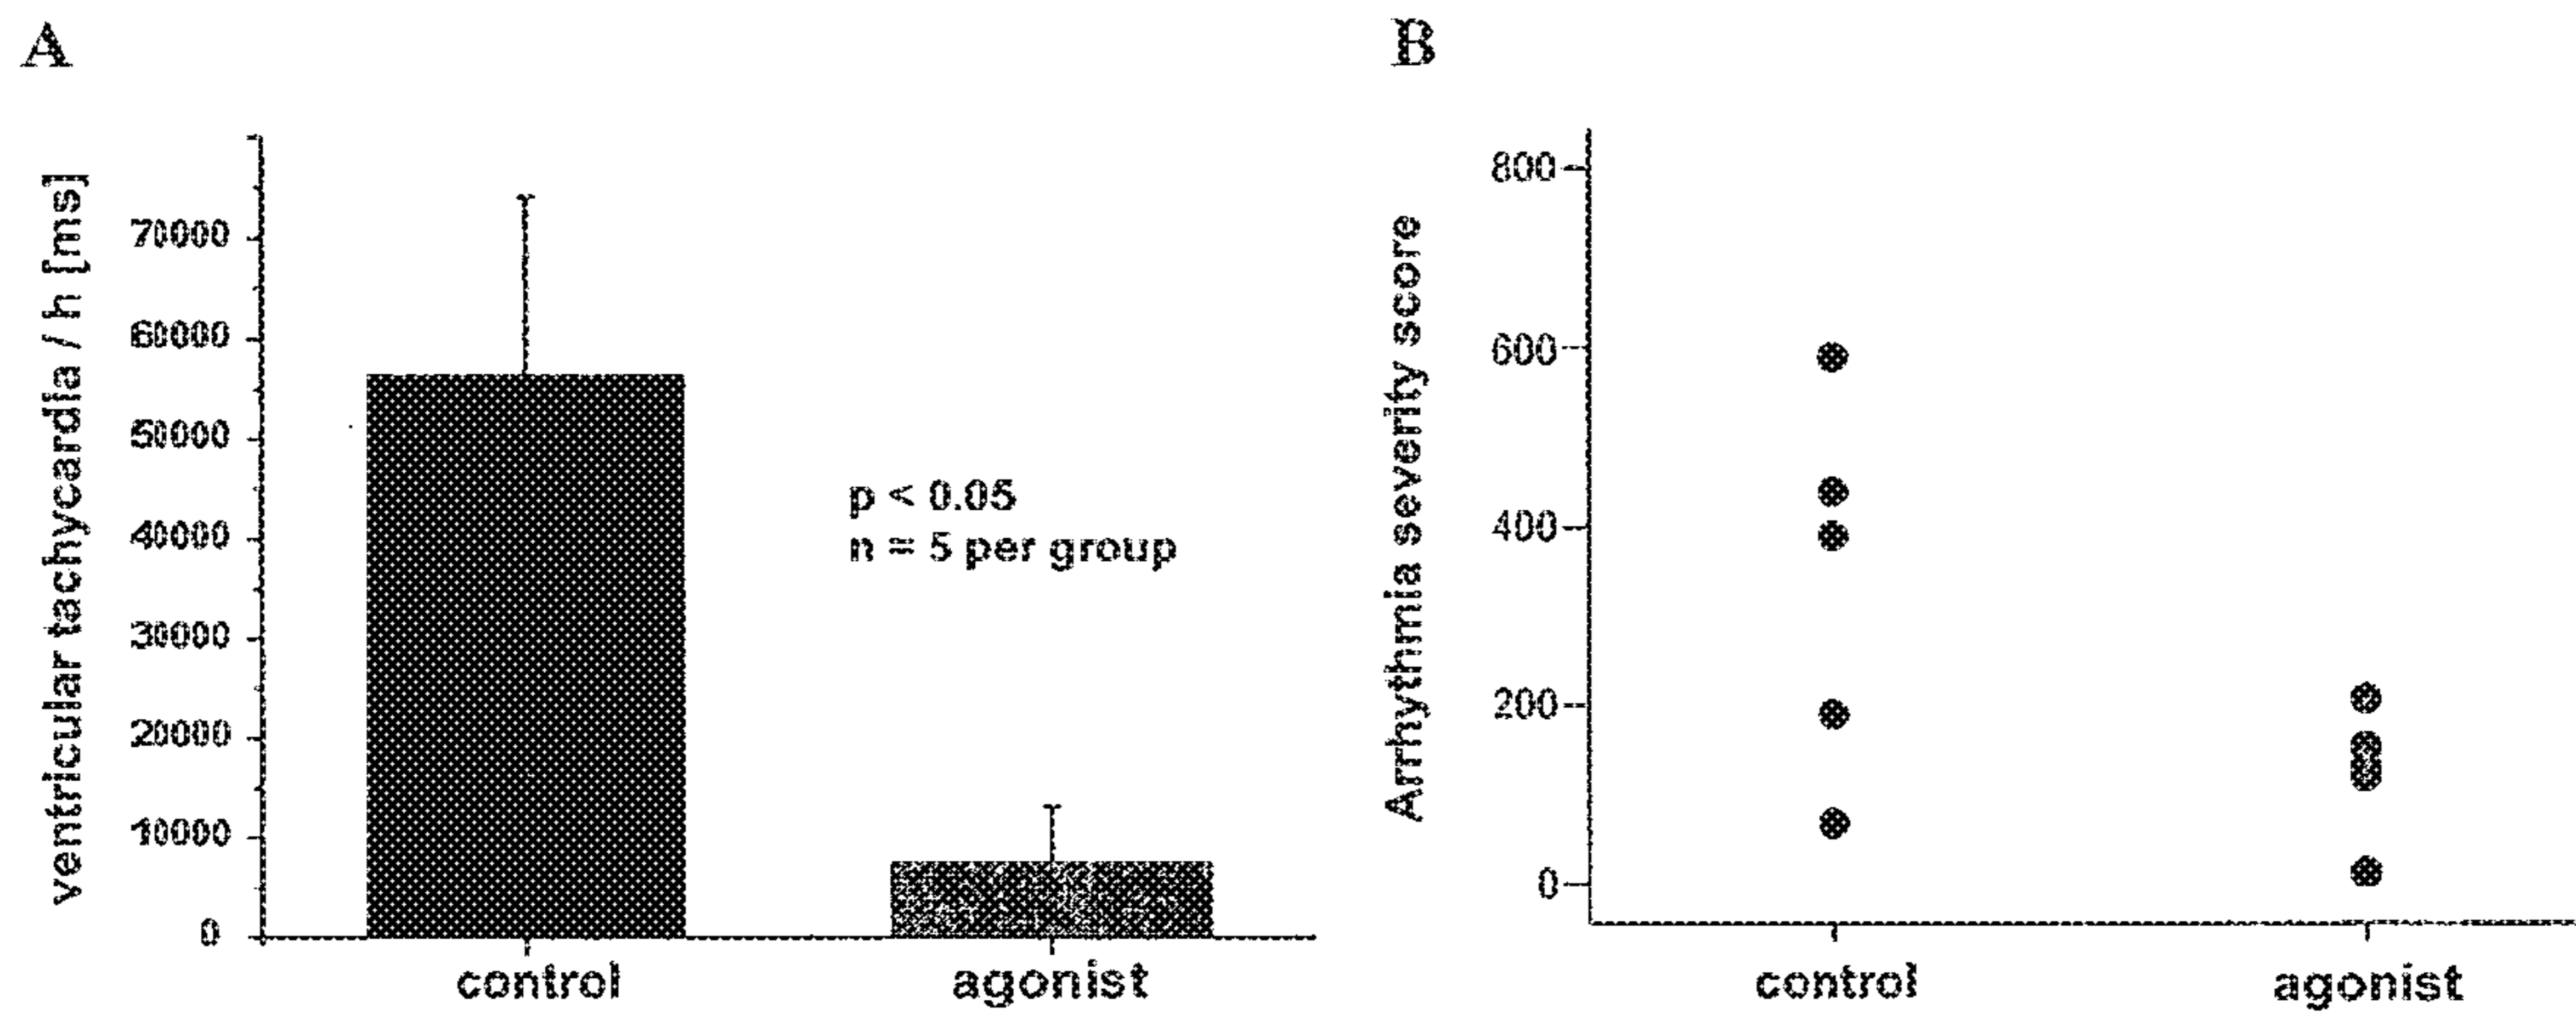 A
ventricular tachycardia / h [ms]
70000
60000
50000
40000
30000
20000
10000
0
p < 0.05
n = 5 per group
control
agonist
B
Arrhythmia severity score
800
600
400
200
0
control
agonist